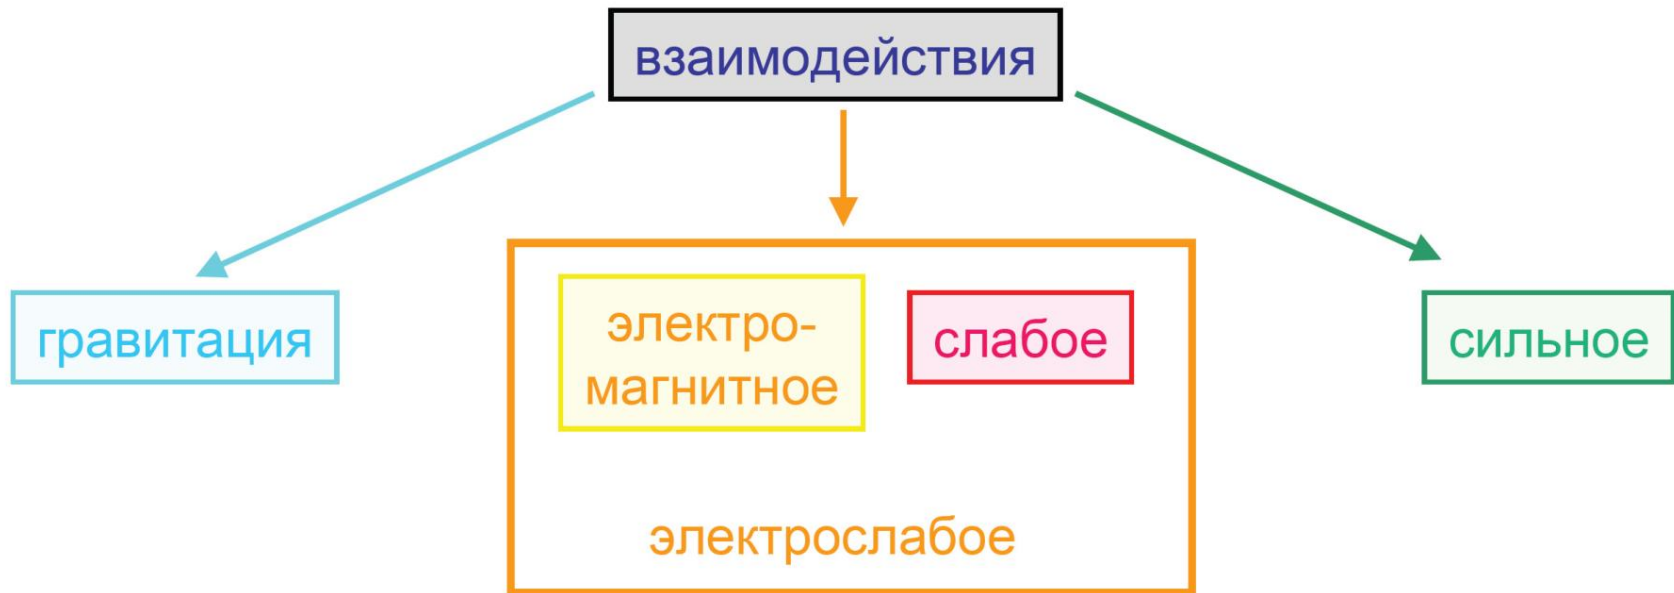 взаимодействия
гравитация
электро-
магнитное
слабое
сильное
электрослабое